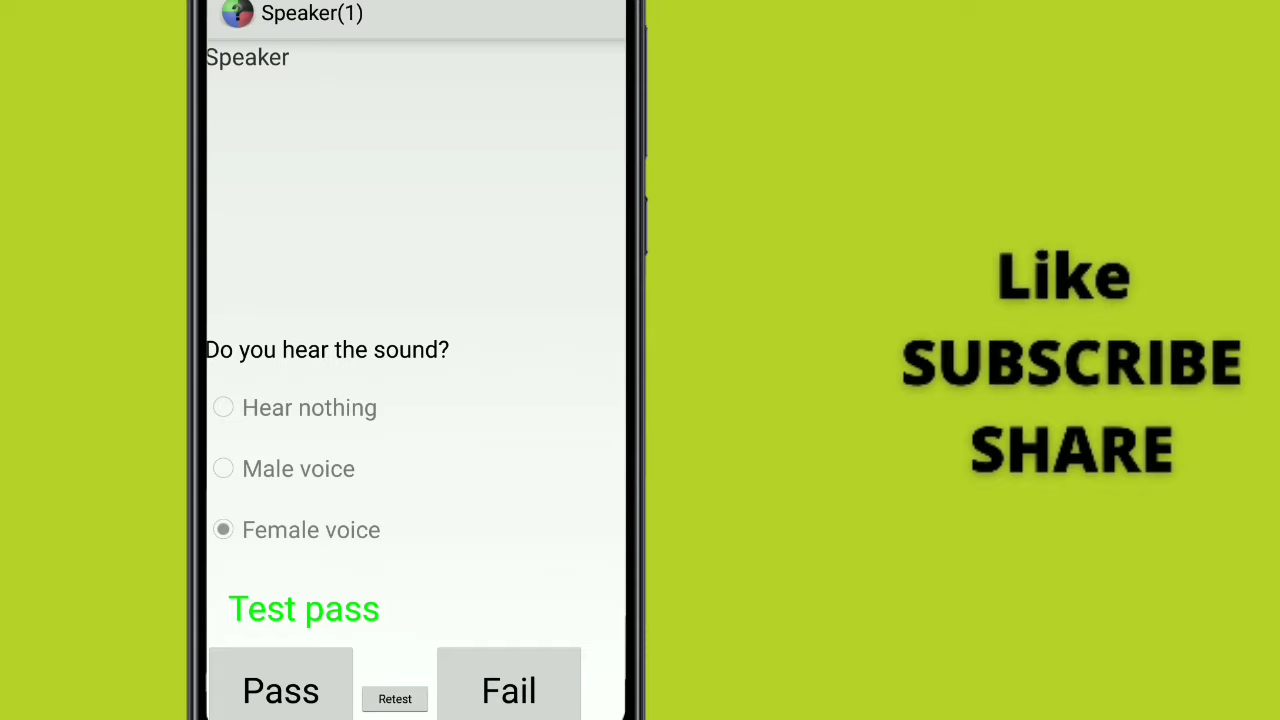 Speaker(1)
Speaker
Do you hear the sound?
Hear nothing
Male voice
Female voice
Test pass
Pass
Retest
Fail
Like
SUBSCRIBE
SHARE